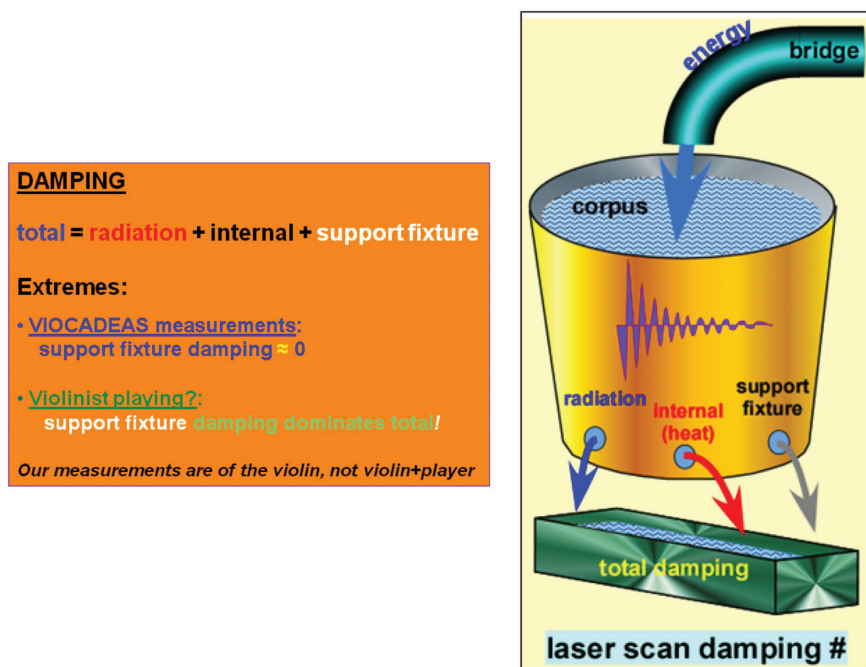 DAMPING
total = radiation + internal + support fixture
Extremes:
• VIOCADEAS measurements:
support fixture damping ≈ 0
• Violinist playing?:
support fixture damping dominates total!
Our measurements are of the violin, not violin+player
energy
bridge
corpus
radiation
internal
(heat)
support
fixture
total damping
laser scan damping #